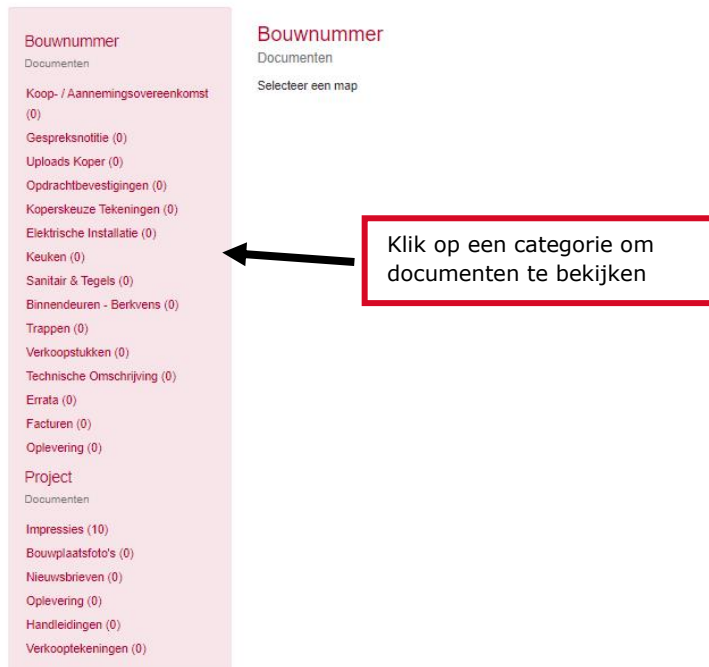 Bouwnummer
Documenten
Koop- / Aannemingsovereenkomst
(0)
Gespreksnotitie (0)
Uploads Koper (0)
Opdrachtbevestigingen (0)
Koperskeuze Tekeningen (0)
Elektrische Installatie (0)
Keuken (0)
Sanitair & Tegels (0)
Binnendeuren - Berkvens (0)
Trappen (0)
Verkoopstukken (0)
Technische Omschrijving (0)
Errata (0)
Facturen (0)
Oplevering (0)
Project
Documenten
Impressies (10)
Bouwplaatsfoto's (0)
Nieuwsbrieven (0)
Oplevering (0)
Handleidingen (0)
Verkooptekeningen (0)
Bouwnummer
Documenten
Selecteer een map
Klik op een categorie om
documenten te bekijken